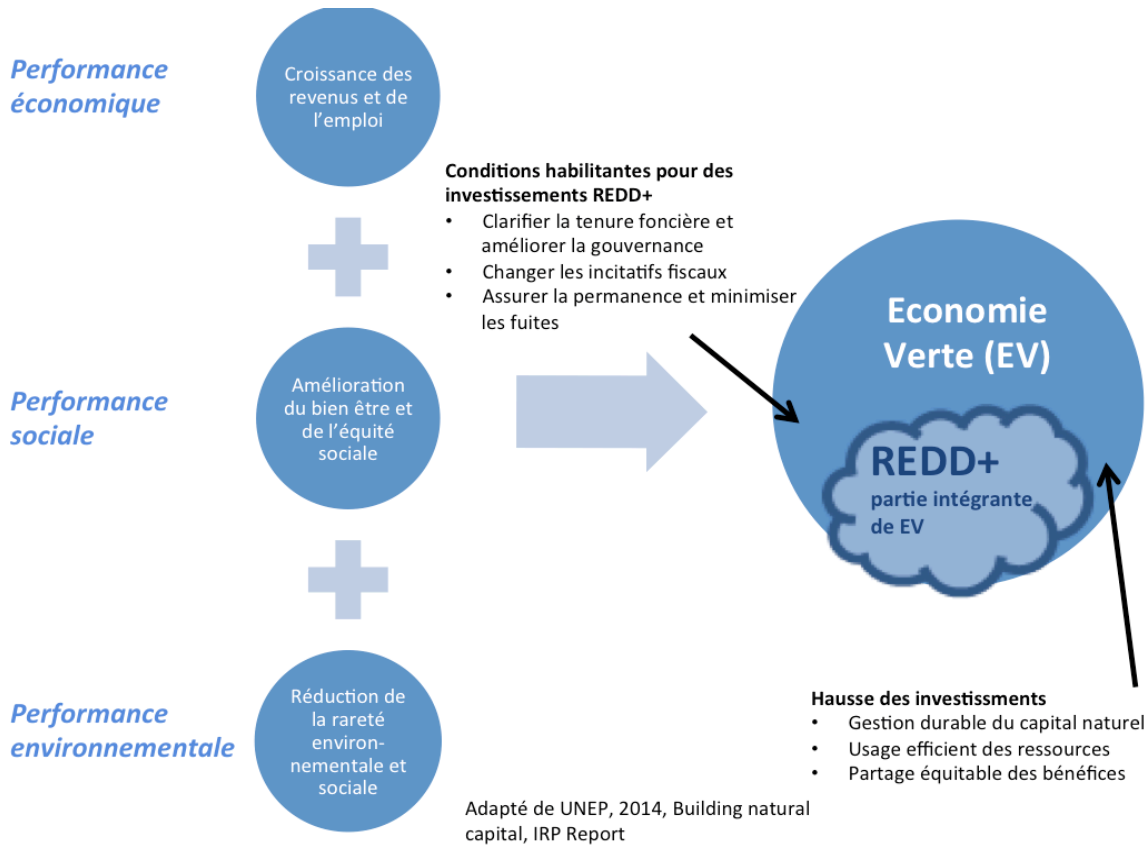 Performance
économique
Croissance des
revenus et de
l'emploi
Conditions habilitantes pour des
investissements REDD+
• Clarifier la tenure foncière et
améliorer la gouvernance
• Changer les incitatifs fiscaux
• Assurer la permanence et minimiser
les fuites
Performance
sociale
Amélioration
du bien être et
de l'équité
sociale
Economie
Verte (EV)
REDD+
partie intégrante
de EV
Performance
environnementale
Réduction de
la rareté
environ-
nementale et
sociale
Hausse des investissments
• Gestion durable du capital naturel
• Usage efficient des ressources
• Partage équitable des bénéfices
Adapté de UNEP, 2014, Building natural
capital, IRP Report